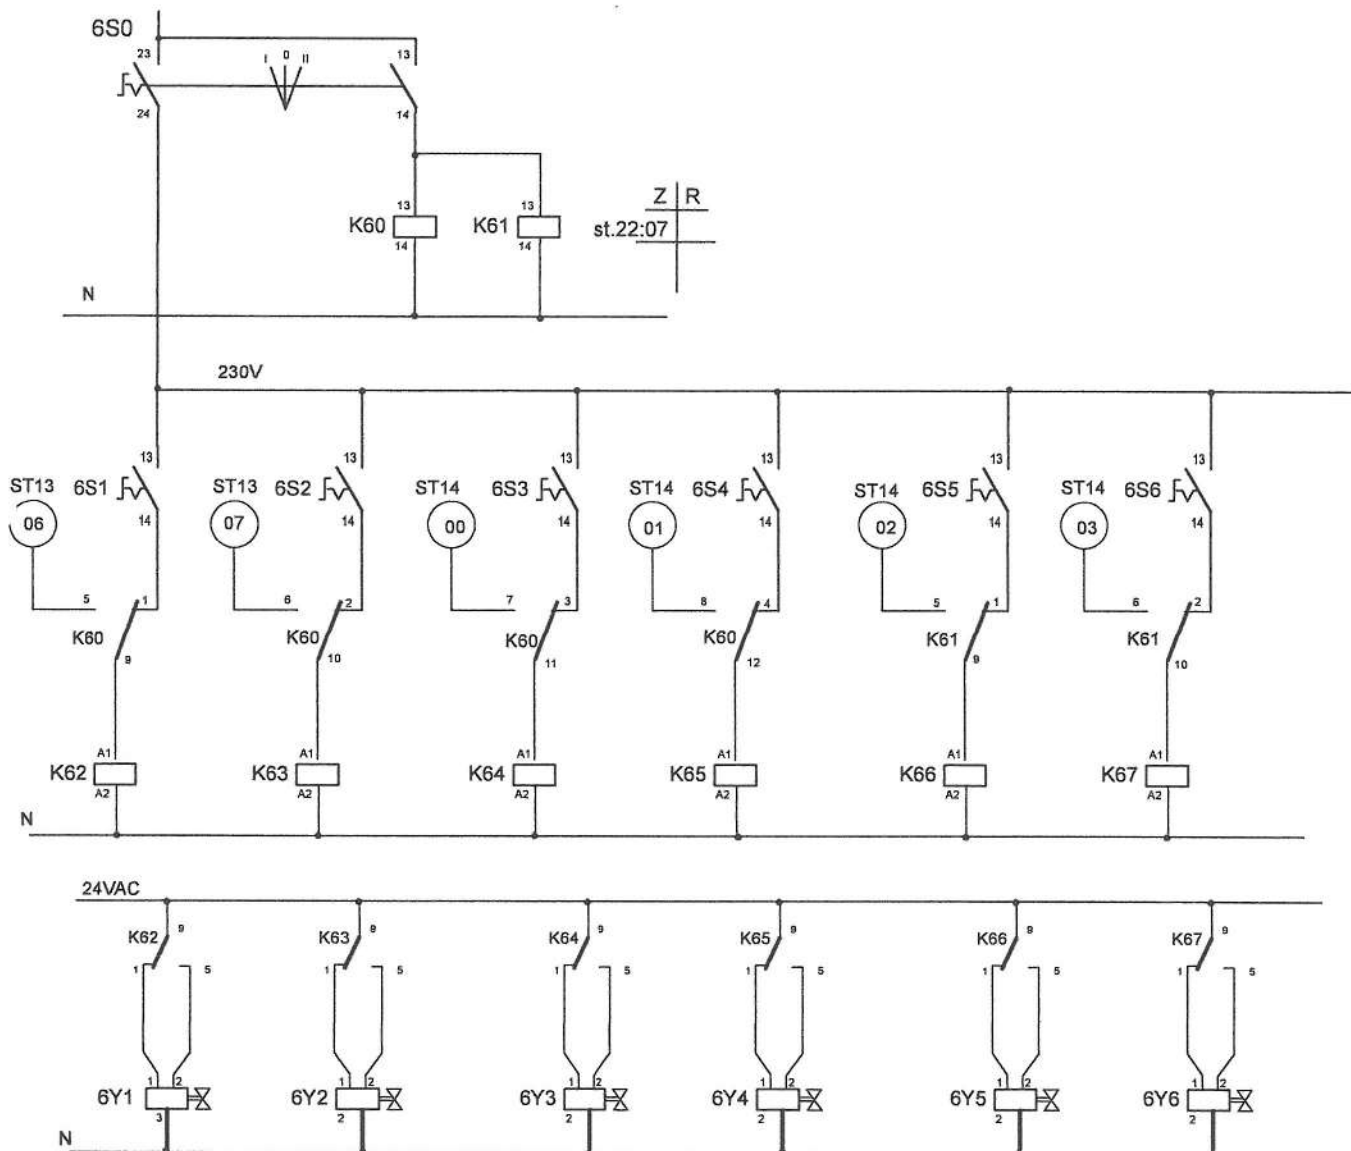 6S0
23 13
I 0 II
24 14
13 13
K60 K61
14 14
Z R
st.22:07
N
230V
13 13 13 13 13 13
ST13 6S1 ST13 6S2 ST14 6S3 ST14 6S4 ST14 6S5 ST14 6S6
06 14 07 14 00 14 01 14 02 14 03 14
5 1 6 2 7 3 8 4 5 1 6 2
K60 K60 K60 K60 K61 K61
9 10 11 12 9 10
A1 A1 A1 A1 A1 A1
K62 K63 K64 K65 K66 K67
A2 A2 A2 A2 A2 A2
N
24VAC
K62 9 K63 9 K64 9 K65 9 K66 9 K67 9
1 5 1 5 1 5 1 5 1 5 1 5
1 2 1 2 1 2 1 2 1 2 1 2
6Y1 6Y2 6Y3 6Y4 6Y5 6Y6
3 2 2 2 2 2
N